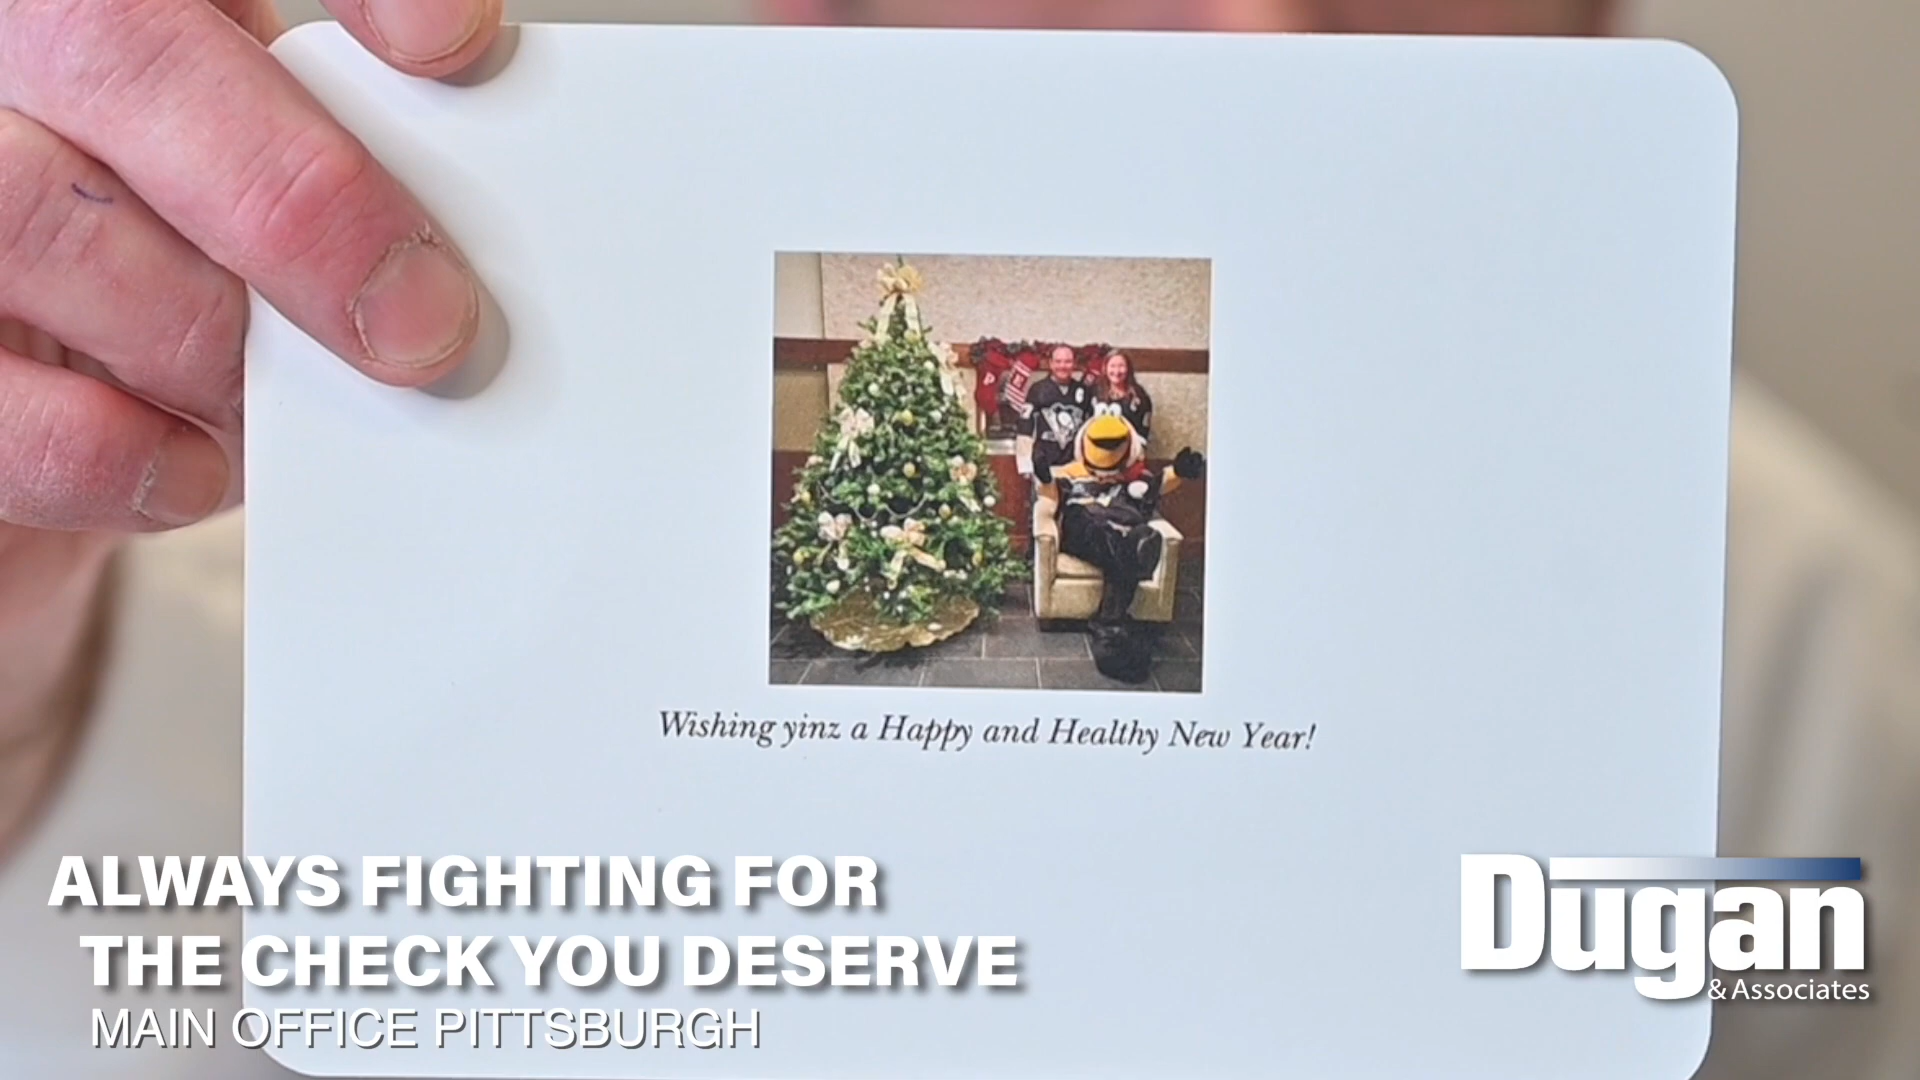 Wishing yinz a Happy and Healthy New Year!
ALWAYS FIGHTING FOR
THE CHECK YOU DESERVE
MAIN OFFICE PITTSBURGH
Dugan
& Associates